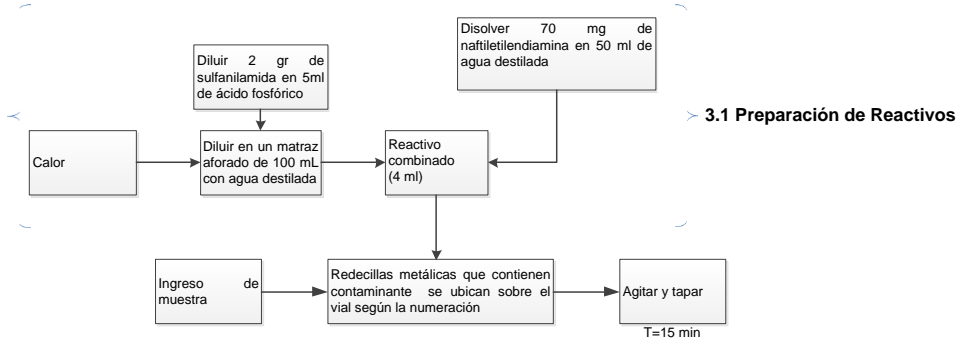 Disolver 70 mg de
naftiletilendiamina en 50 ml de
agua destilada
Diluir 2 gr de
sulfanilamida en 5ml
de ácido fosfórico
3.1 Preparación de Reactivos
Calor
Diluir en un matraz
aforado de 100 mL
con agua destilada
Reactivo
combinado
(4 ml)
Ingreso de
muestra
Redecillas metálicas que contienen
contaminante se ubican sobre el
vial según la numeración
Agitar y tapar
T=15 min